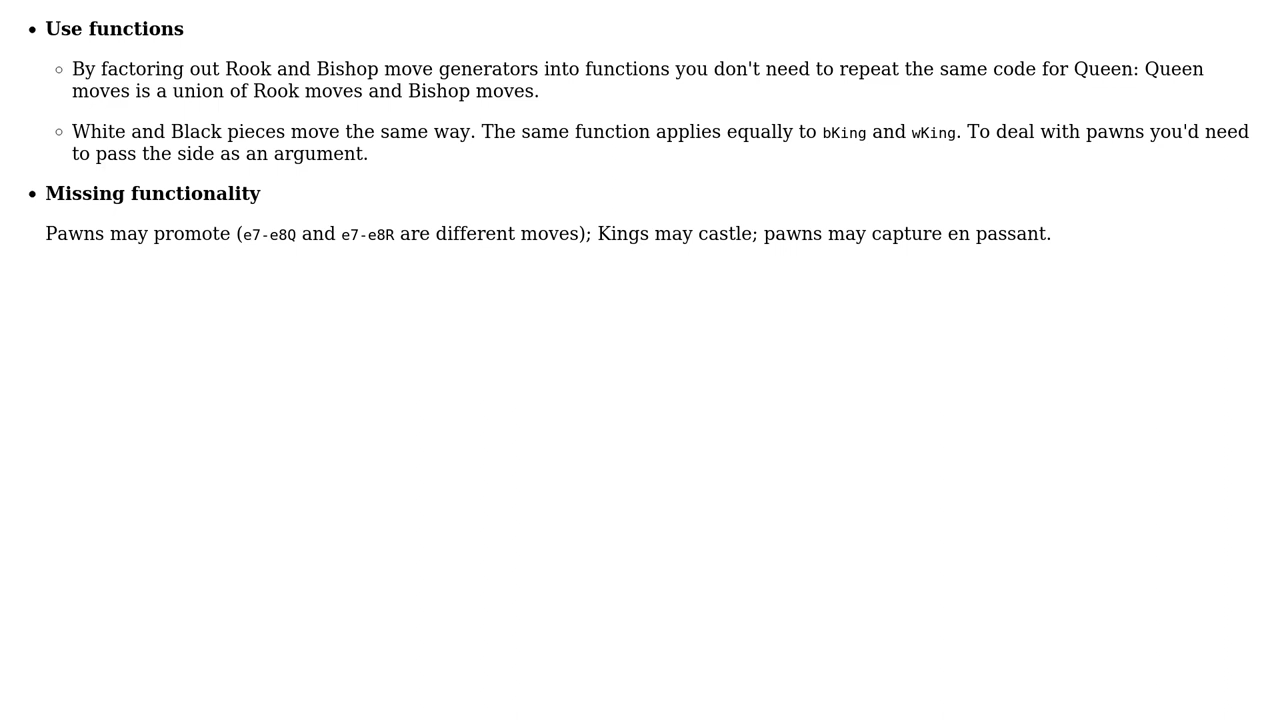 Use functions
By factoring out Rook and Bishop move generators into functions you don't need to repeat the same code for Queen: Queen
moves is a union of Rook moves and Bishop moves.
White and Black pieces move the same way. The same function applies equally to bKing and wKing. To deal with pawns you'd need
to pass the side as an argument.
Missing functionality
Pawns may promote (e7-e8Q and e7-e8R are different moves); Kings may castle; pawns may capture en passant.